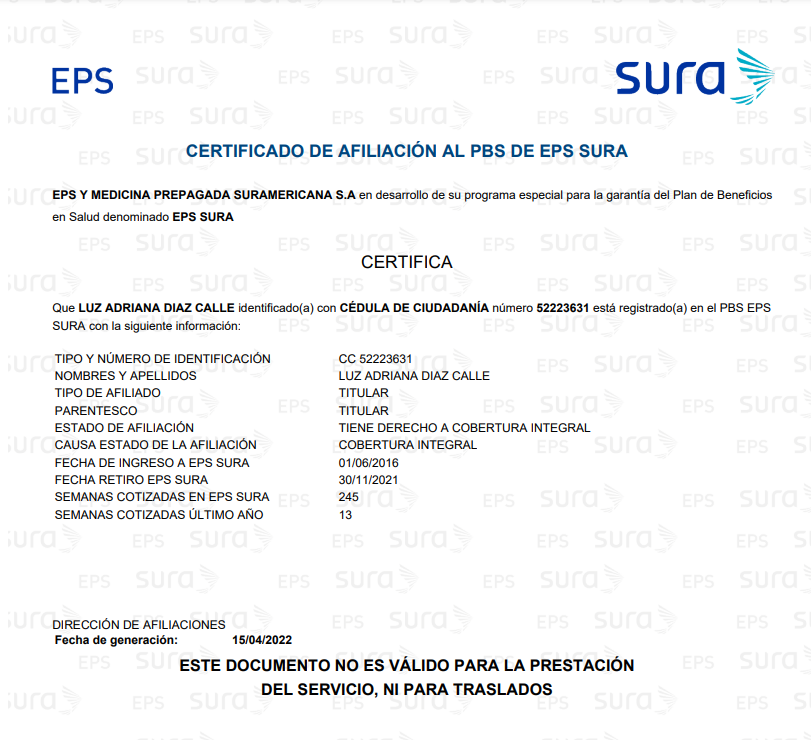 EPS
sura
CERTIFICADO DE AFILIACIÓN AL PBS DE EPS SURA
EPS Y MEDICINA PREPAGADA SURAMERICANA S.A en desarrollo de su programa especial para la garantía del Plan de Beneficios
en Salud denominado EPS SURA
CERTIFICA
Que LUZ ADRIANA DIAZ CALLE identificado(a) con CÉDULA DE CIUDADANÍA número 52223631 está registrado(a) en el PBS EPS
SURA con la siguiente información:
TIPO Y NÚMERO DE IDENTIFICACIÓN CC 52223631
NOMBRES Y APELLIDOS LUZ ADRIANA DIAZ CALLE
TIPO DE AFILIADO TITULAR
PARENTESCO TITULAR
ESTADO DE AFILIACIÓN TIENE DERECHO A COBERTURA INTEGRAL
CAUSA ESTADO DE LA AFILIACIÓN COBERTURA INTEGRAL
FECHA DE INGRESO A EPS SURA 01/06/2016
FECHA RETIRO EPS SURA 30/11/2021
SEMANAS COTIZADAS EN EPS SURA 245
SEMANAS COTIZADAS ÚLTIMO AÑO 13
DIRECCIÓN DE AFILIACIONES
Fecha de generación: 15/04/2022
ESTE DOCUMENTO NO ES VÁLIDO PARA LA PRESTACIÓN
DEL SERVICIO, NI PARA TRASLADOS